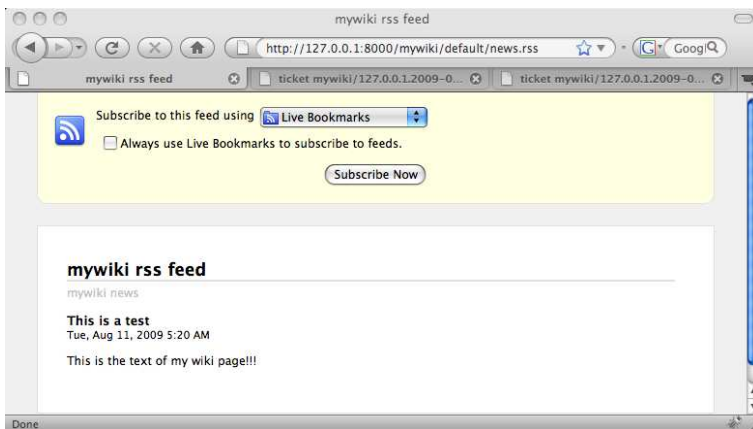 mywiki rss feed
http://127.0.0.1:8000/mywiki/default/news.rss
G
Googl
mywiki rss feed
ticket mywiki/127.0.0.1.2009-0...
ticket mywiki/127.0.0.1.2009-0...
Subscribe to this feed using
Live Bookmarks
Always use Live Bookmarks to subscribe to feeds.
Subscribe Now
mywiki rss feed
mywiki news
This is a test
Tue, Aug 11, 2009 5:20 AM
This is the text of my wiki page!!!
Done